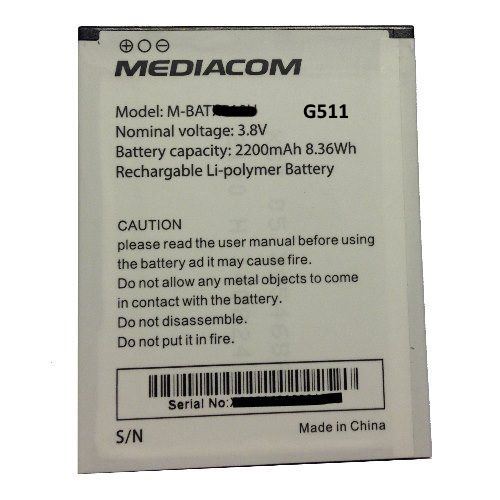 MEDIACOM
Model: M-BAT G511
Nominal voltage: 3.8V
Battery capacity: 2200mAh 8.36Wh
Rechargable Li-polymer Battery
CAUTION
please read the user manual before using
the battery ad it may cause fire.
Do not allow any metal objects to come
in contact with the battery.
Do not disassemble.
Do not put it in fire.
Serial No:
S/N
Made in China